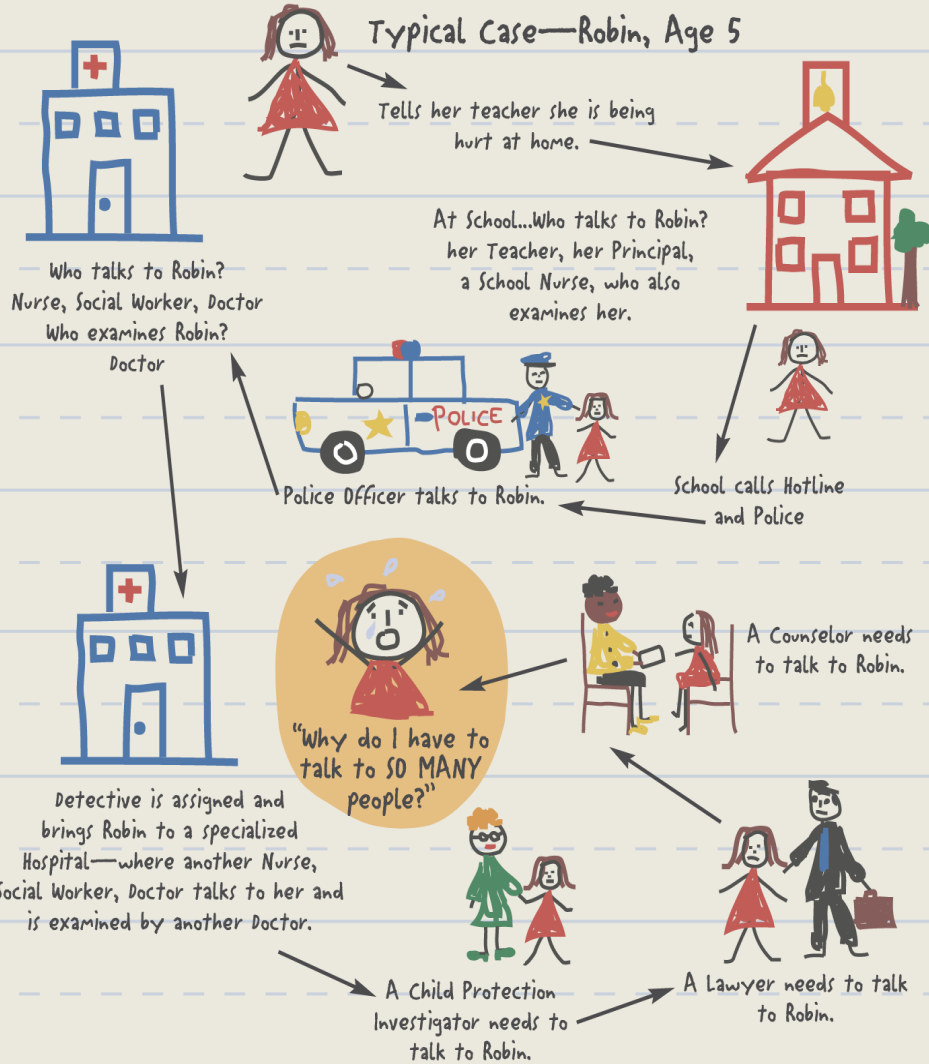 Typical Case—Robin, Age 5
Tells her teacher she is being
hurt at home.
At School...Who talks to Robin?
her Teacher, her Principal,
a School Nurse, who also
examines her.
School calls Hotline
and Police
POLICE
Police Officer talks to Robin.
Who talks to Robin?
Nurse, Social Worker, Doctor
Who examines Robin?
Doctor
Detective is assigned and
brings Robin to a specialized
Hospital—where another Nurse,
Social Worker, Doctor talks to her and
is examined by another Doctor.
A Child Protection
Investigator needs to
talk to Robin.
A Lawyer needs to talk
to Robin.
A Counselor needs
to talk to Robin.
"Why do I have to
talk to SO MANY
people?"